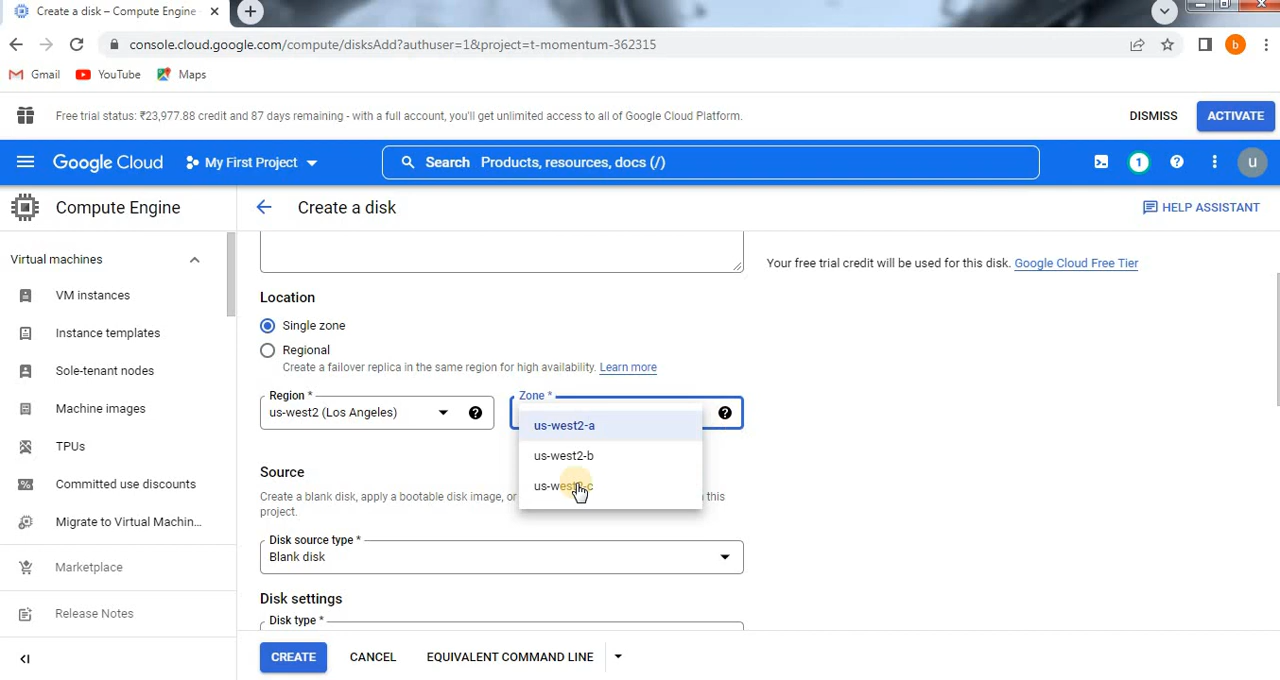 Create a disk – Compute Engine
console.cloud.google.com/compute/disksAdd?authuser=1&project=t-momentum-362315
b
Gmail YouTube Maps
Free trial status: ₹23,977.88 credit and 87 days remaining - with a full account, you'll get unlimited access to all of Google Cloud Platform.
DISMISS ACTIVATE
Google Cloud My First Project Search Products, resources, docs (/) 1 u
Compute Engine Create a disk HELP ASSISTANT
Virtual machines
VM instances
Instance templates
Sole-tenant nodes
Machine images
TPUs
Committed use discounts
Migrate to Virtual Machin...
Marketplace
Release Notes
Your free trial credit will be used for this disk. Google Cloud Free Tier
Location
Single zone
Regional
Create a failover replica in the same region for high availability. Learn more
Region * Zone *
us-west2 (Los Angeles)
us-west2-a
us-west2-b
us-west2-c
Source
Create a blank disk, apply a bootable disk image, or this
project.
Disk source type *
Blank disk
Disk settings
Disk type *
CREATE CANCEL EQUIVALENT COMMAND LINE